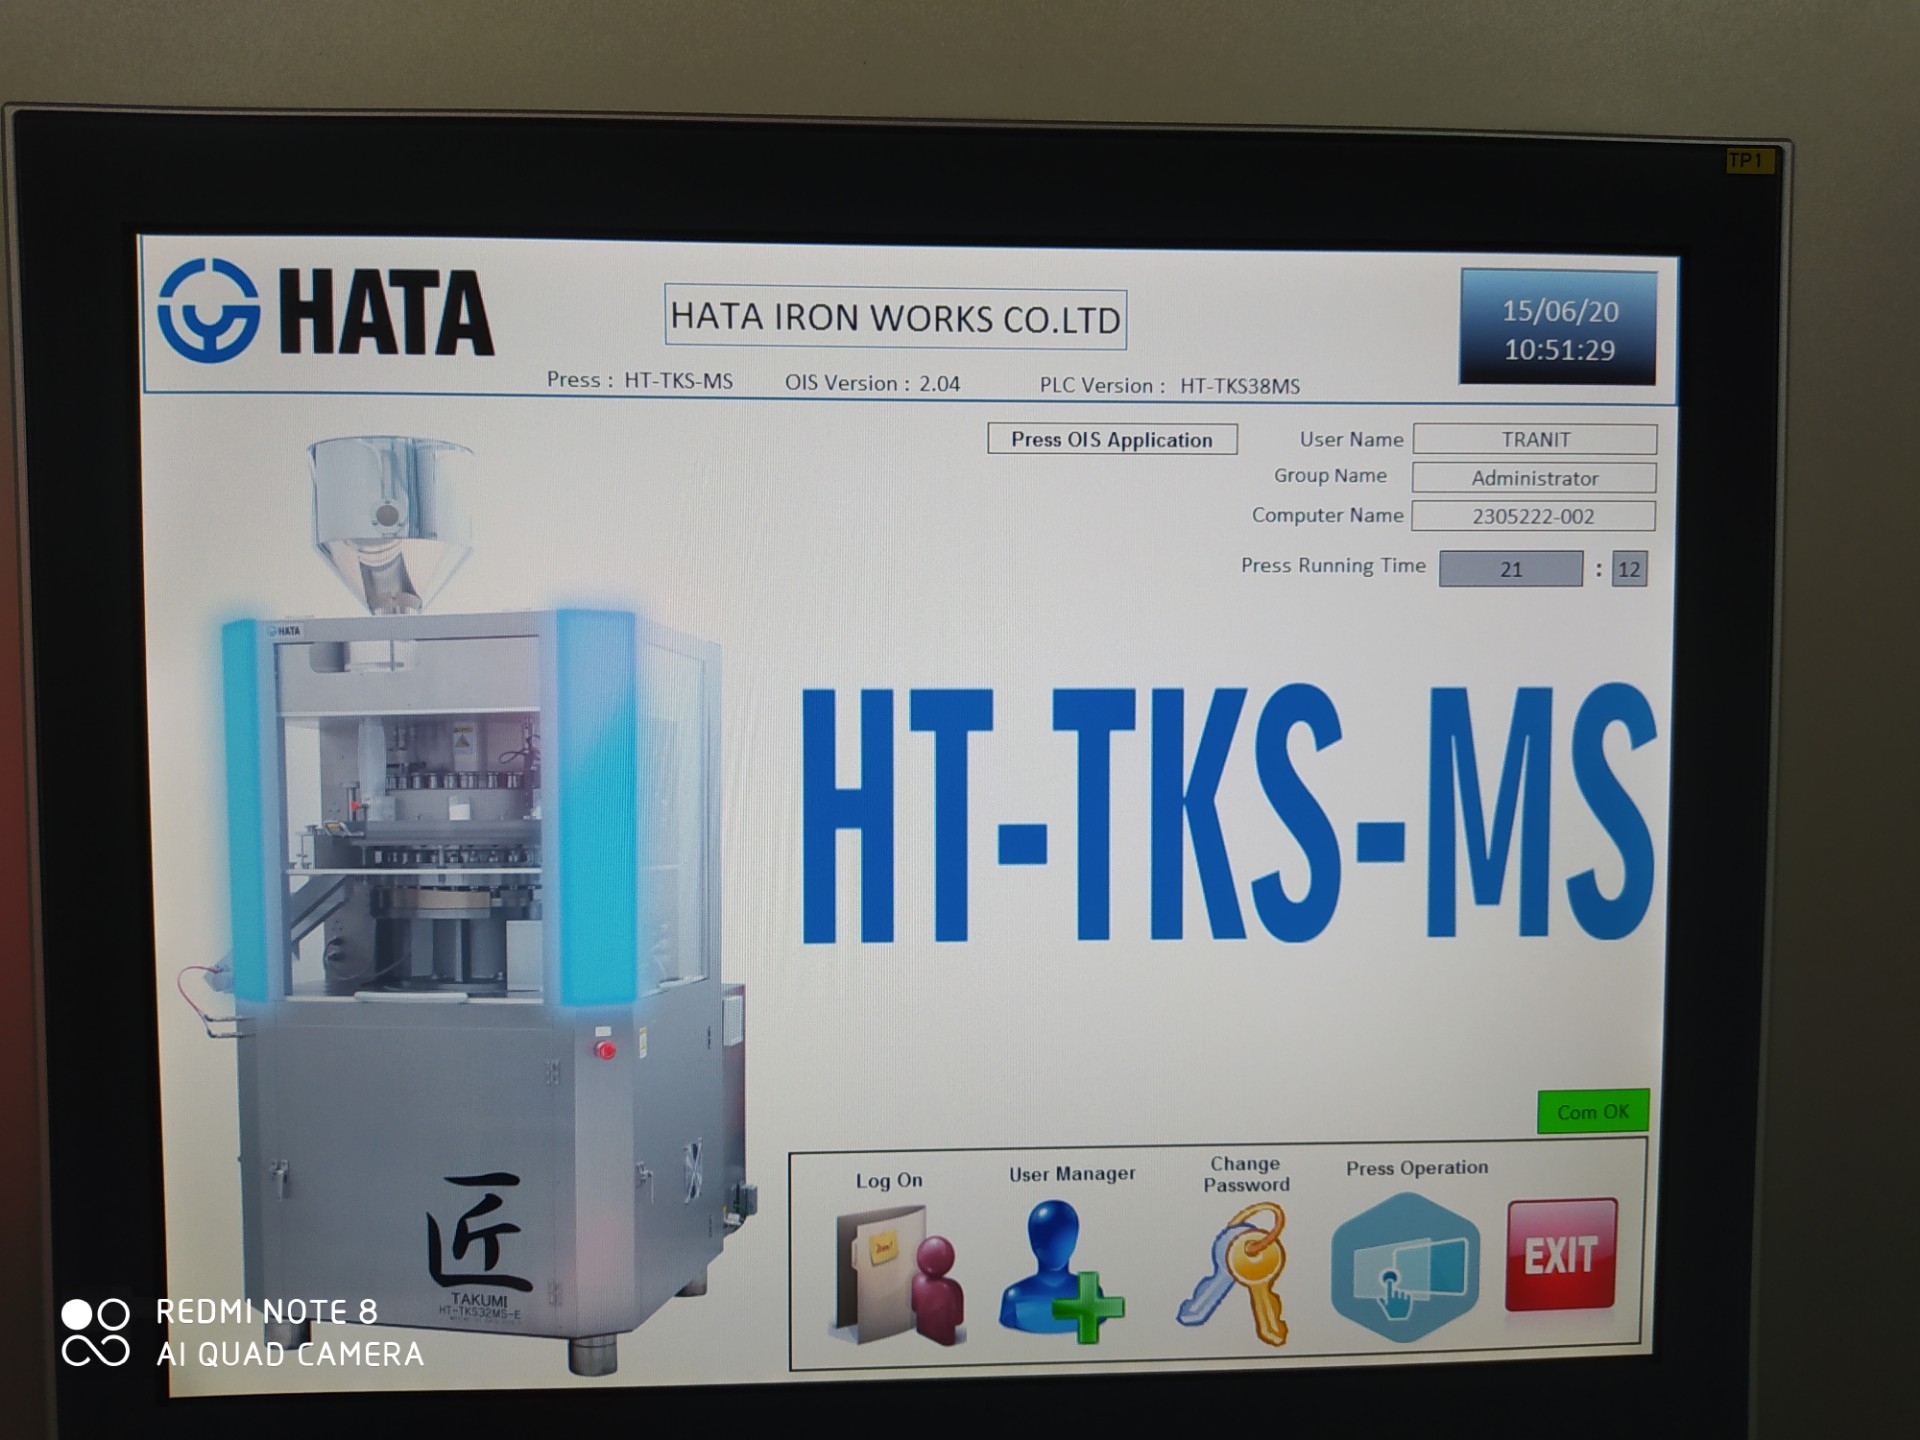 TP1
HATA
HATA IRON WORKS CO.LTD
15/06/20
10:51:29
Press : HT-TKS-MS OIS Version : 2.04 PLC Version : HT-TKS38MS
Press OIS Application
User Name TRANIT
Group Name Administrator
Computer Name 2305222-002
Press Running Time 21 : 12
HATA
HT-TKS-MS
Com OK
Log On
User Manager
Change
Password
Press Operation
EXIT
匠
TAKUMI
HT-TKS32MS-E
REDMI NOTE 8
AI QUAD CAMERA